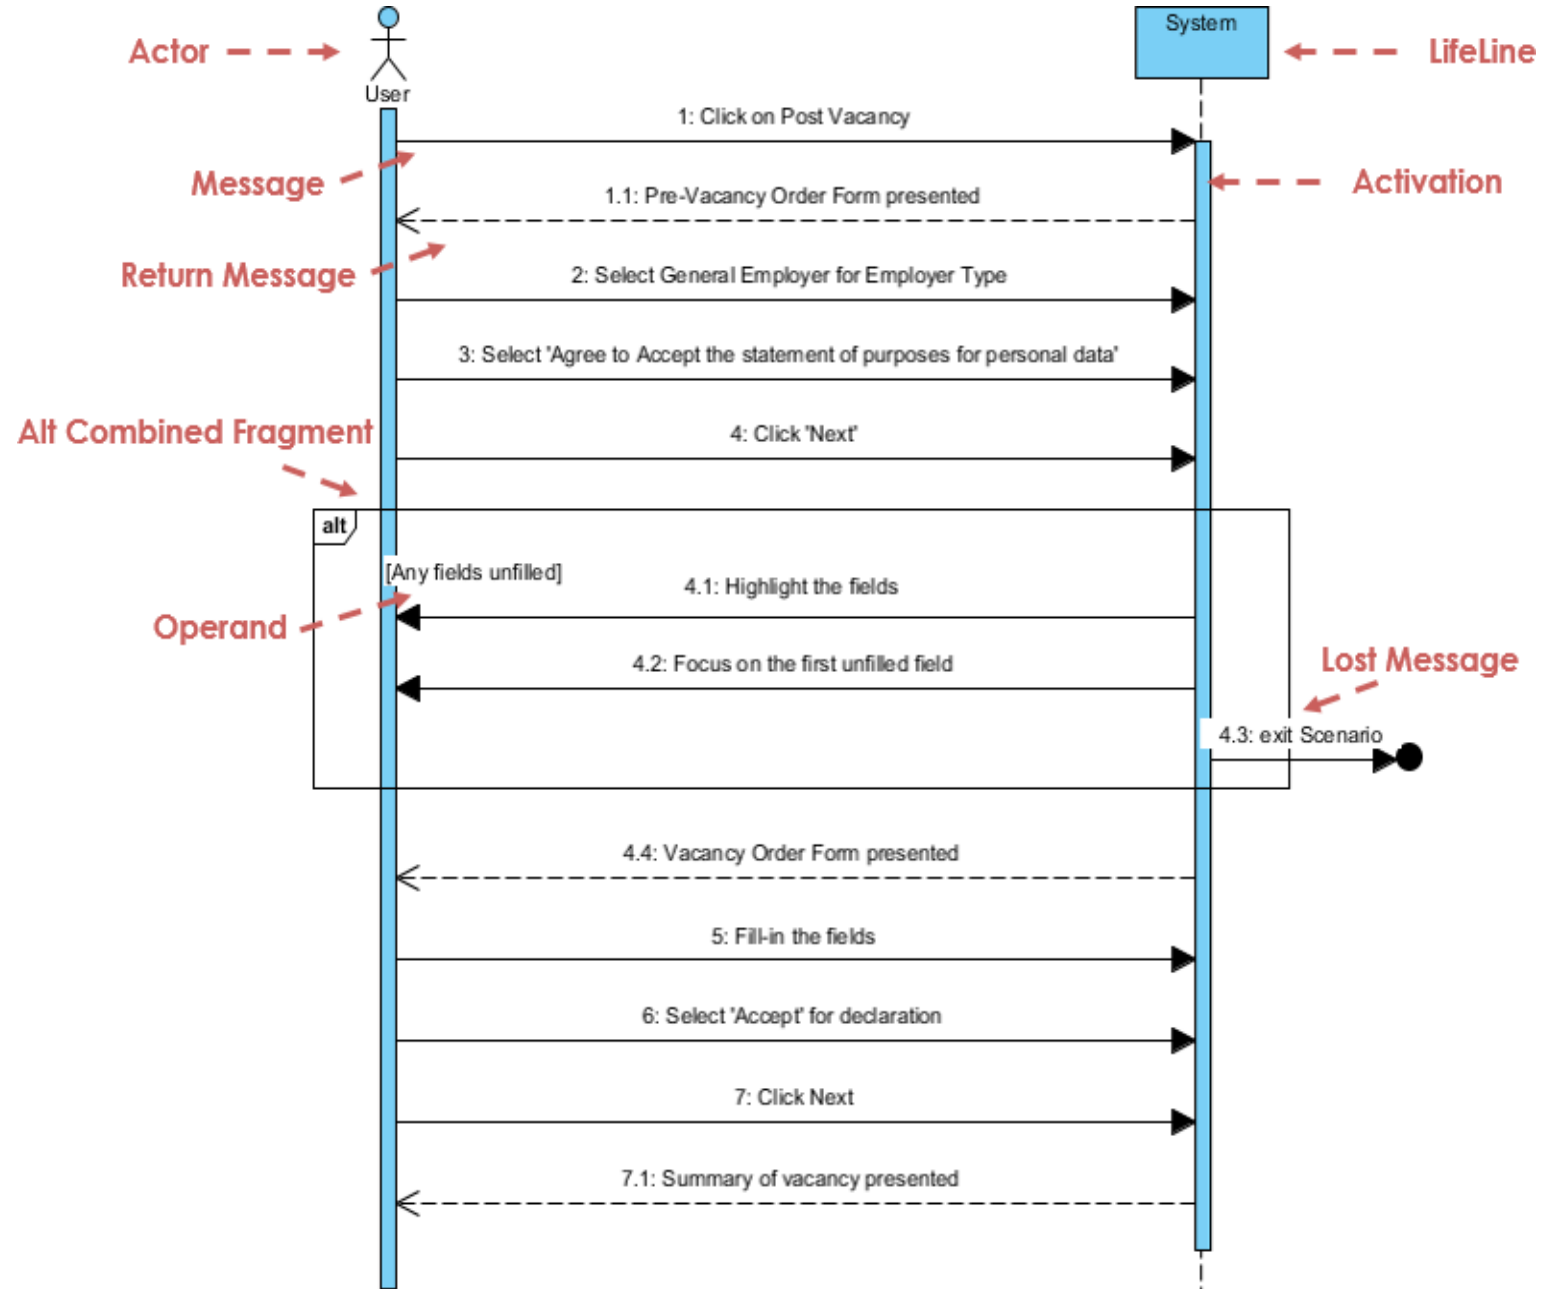 System
Actor
LifeLine
User
1: Click on Post Vacancy
Message
Activation
1.1: Pre-Vacancy Order Form presented
Return Message
2: Select General Employer for Employer Type
3: Select 'Agree to Accept the statement of purposes for personal data'
Alt Combined Fragment
4: Click 'Next'
alt
[Any fields unfilled]
4.1: Highlight the fields
Operand
4.2: Focus on the first unfilled field
Lost Message
4.3: exit Scenario
4.4: Vacancy Order Form presented
5: Fill-in the fields
6: Select 'Accept' for declaration
7: Click Next
7.1: Summary of vacancy presented